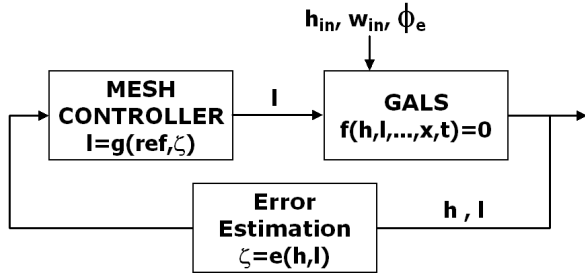 h_in, w_in, ϕ_e
MESH
CONTROLLER
l=g(ref,ζ)
l
GALS
f(h,l,...,x,t)=0
Error
Estimation
ζ=e(h,l)
h , l